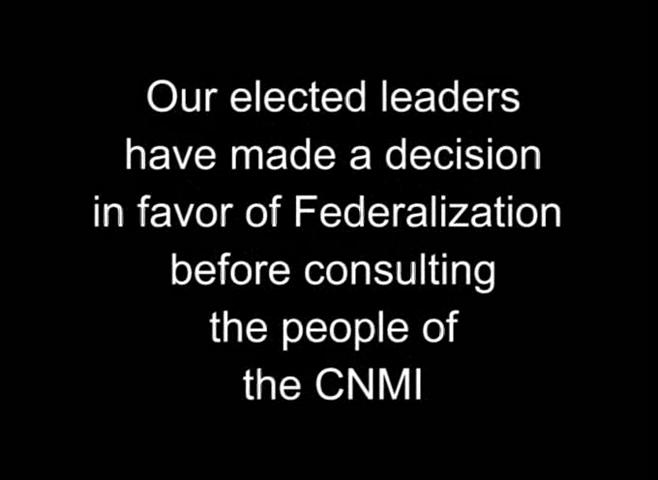 Our elected leaders
have made a decision
in favor of Federalization
before consulting
the people of
the CNMI